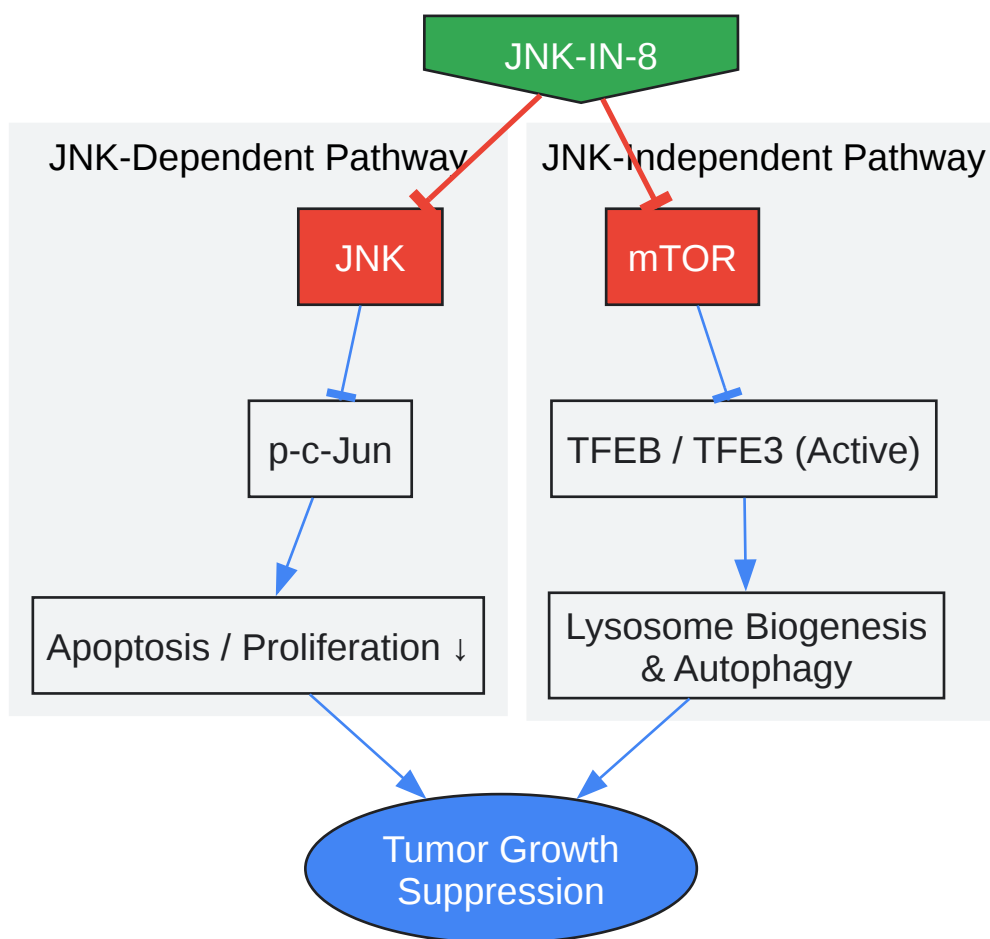 JNK-IN-8
JNK-Dependent Pathway
JNK-Independent Pathway
JNK
mTOR
p-c-Jun
TFEB / TFE3 (Active)
Apoptosis / Proliferation ↓
Lysosome Biogenesis
& Autophagy
Tumor Growth
Suppression